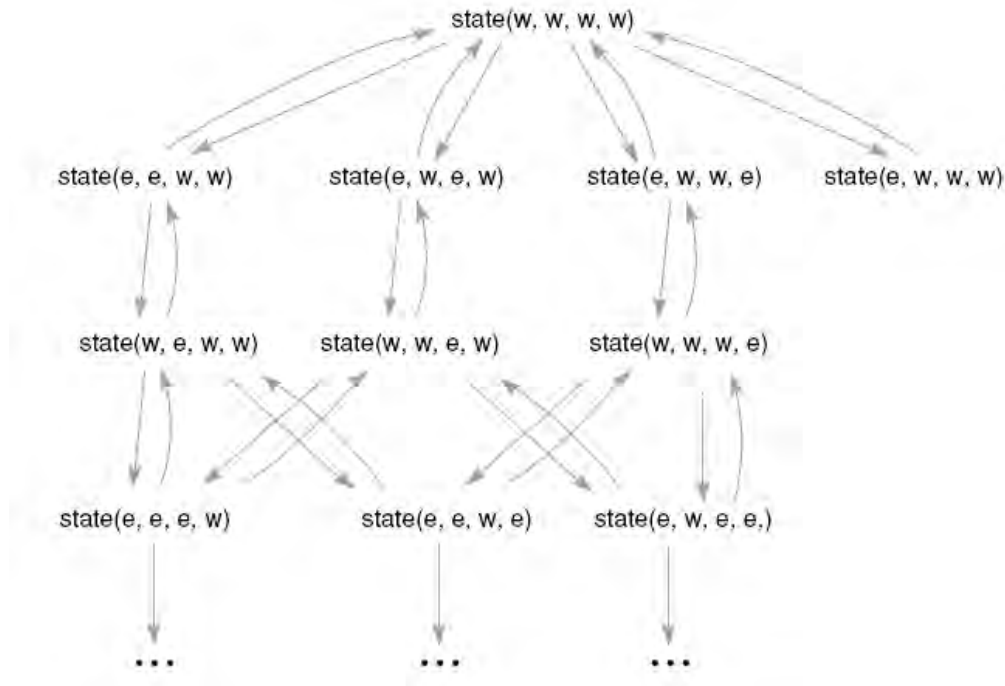 state(w, w, w, w)
state(e, e, w, w) state(e, w, e, w) state(e, w, w, e) state(e, w, w, w)
state(w, e, w, w) state(w, w, e, w) state(w, w, w, e)
state(e, e, e, w) state(e, e, w, e) state(e, w, e, e,)
... ... ...